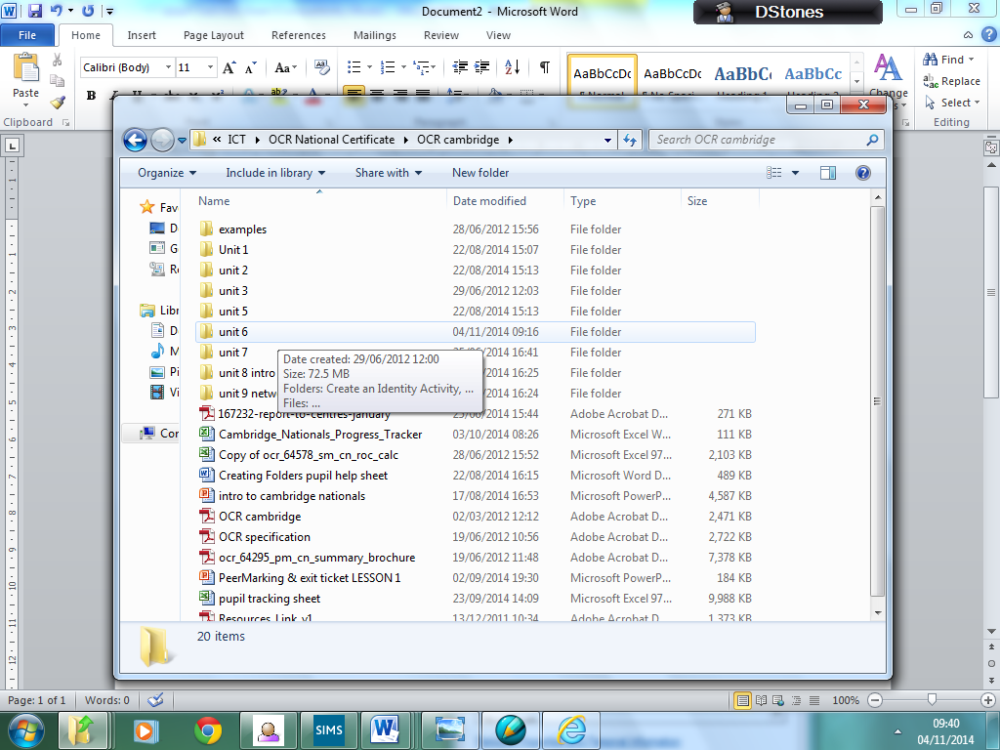 Document2 - Microsoft Word
DStones
File Home Insert Page Layout References Mailings Review View
Calibri (Body) 11
Paste
Clipboard
AaBbCcDc AaBbCcDc AaBbC AaBbCc
Change
Find
Replace
Select
Editing
« ICT OCR National Certificate OCR cambridge
Search OCR cambridge
Organize Include in library Share with New folder
Name Date modified Type Size
examples 28/06/2012 15:56 File folder
Unit 1 22/08/2014 15:07 File folder
unit 2 22/08/2014 15:13 File folder
unit 3 29/06/2012 12:03 File folder
unit 5 22/08/2014 15:13 File folder
unit 6 04/11/2014 09:16 File folder
unit 7 16:41 File folder
unit 8 intro 16:25 File folder
unit 9 netw 16:24 File folder
Date created: 29/06/2012 12:00
Size: 72.5 MB
Folders: Create an Identity Activity, ...
Files: ...
167232-report-to-centres-january 25/06/2012 15:44 Adobe Acrobat D... 271 KB
Cambridge_Nationals_Progress_Tracker 03/10/2014 08:26 Microsoft Excel W... 111 KB
Copy of ocr_64578_sm_cn_roc_calc 28/06/2012 15:52 Microsoft Excel 97... 2,103 KB
Creating Folders pupil help sheet 22/08/2014 16:15 Microsoft Word D... 489 KB
intro to cambridge nationals 17/08/2014 16:53 Microsoft PowerP... 4,587 KB
OCR cambridge 02/03/2012 12:12 Adobe Acrobat D... 2,471 KB
OCR specification 19/06/2012 10:56 Adobe Acrobat D... 2,722 KB
ocr_64295_pm_cn_summary_brochure 19/06/2012 11:48 Adobe Acrobat D... 7,378 KB
PeerMarking & exit ticket LESSON 1 02/09/2014 19:30 Microsoft PowerP... 184 KB
pupil tracking sheet 23/09/2014 14:09 Microsoft Excel 97... 9,988 KB
Resources_Link_v1 13/12/2011 10:34 Adobe Acrobat D... 1,373 KB
Fav
Libr
Con
20 items
Page: 1 of 1 Words: 0 100%
SIMS
09:40
04/11/2014